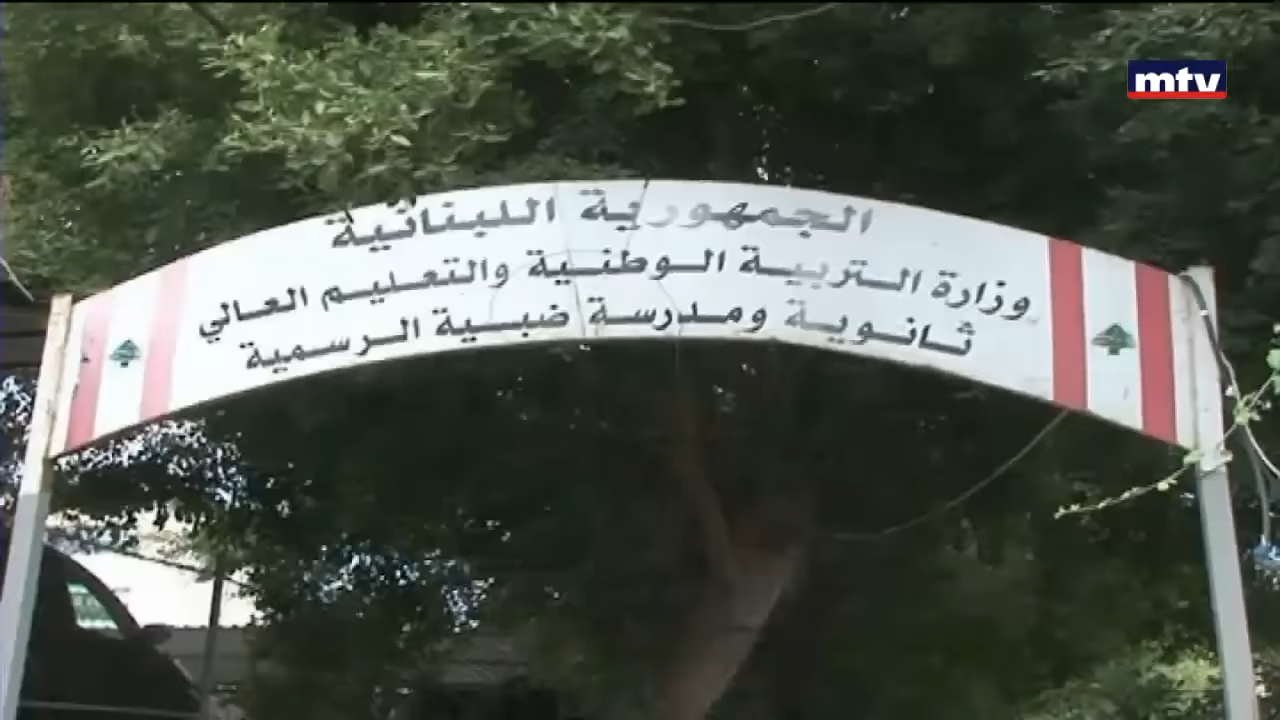 mtv
الجمهورية اللبنانية
وزارة التربية الوطنية والتعليم العالي
ثانوية ومدرسة ضبية الرسمية